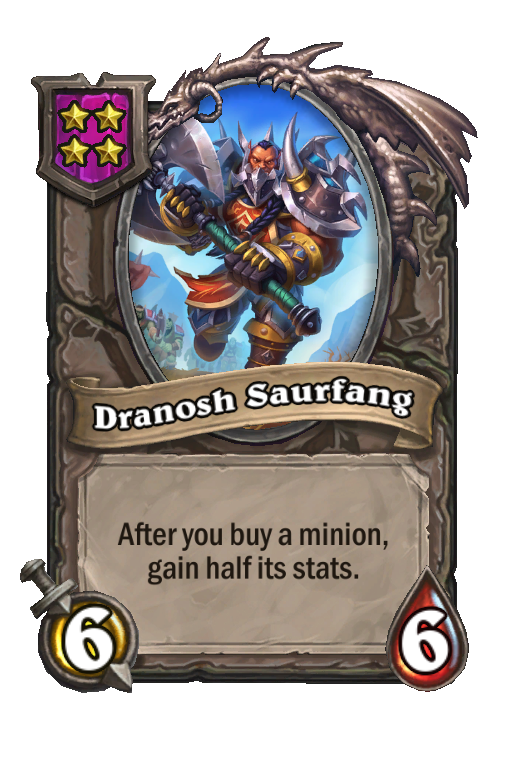 Dranosh Saurfang
After you buy a minion,
gain half its stats.
6
6